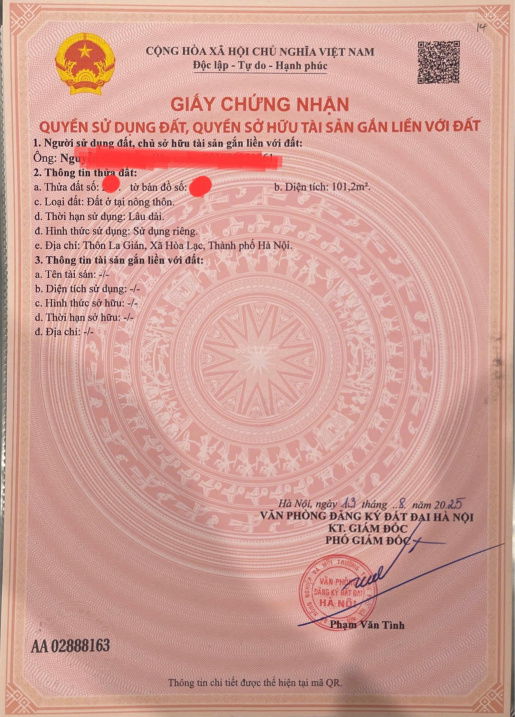 14
CỘNG HÒA XÃ HỘI CHỦ NGHĨA VIỆT NAM
Độc lập - Tự do - Hạnh phúc
GIẤY CHỨNG NHẬN
QUYỀN SỬ DỤNG ĐẤT, QUYỀN SỞ HỮU TÀI SẢN GẮN LIỀN VỚI ĐẤT
1. Người sử dụng đất, chủ sở hữu tài sản gắn liền với đất:
Ông:
2. Thông tin thửa đất:
a. Thửa đất số: , tờ bản đồ số: b. Diện tích: 101,2m².
c. Loại đất: Đất ở tại nông thôn.
d. Thời hạn sử dụng: Lâu dài.
đ. Hình thức sử dụng: Sử dụng riêng.
e. Địa chỉ: Thôn La Gián, Xã Hòa Lạc, Thành phố Hà Nội.
3. Thông tin tài sản gắn liền với đất:
a. Tên tài sản: -/-
b. Diện tích sử dụng: -/-
c. Hình thức sở hữu: -/-
d. Thời hạn sở hữu: -/-
đ. Địa chỉ: -/-
Hà Nội, ngày 13 tháng 8 năm 2025
VĂN PHÒNG ĐĂNG KÝ ĐẤT ĐAI HÀ NỘI
KT. GIÁM ĐỐC
PHÓ GIÁM ĐỐC
VĂN PHÒNG
ĐĂNG KÝ ĐẤT ĐAI
HÀ NỘI
Phạm Văn Tình
AA 02888163
Thông tin chi tiết được thể hiện tại mã QR.